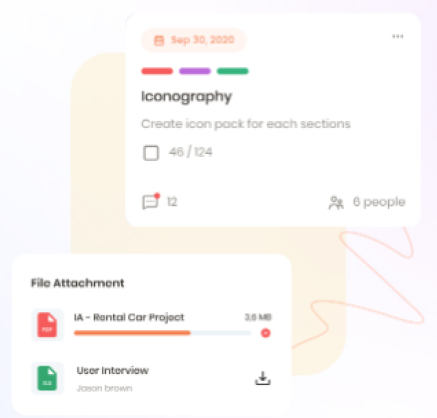 Sep 30, 2020
Iconography
Create icon pack for each sections
46 / 124
12
6 people
File Attachment
IA - Rental Car Project
3,6 MB
PDF
User Interview
Jason brown
XLS